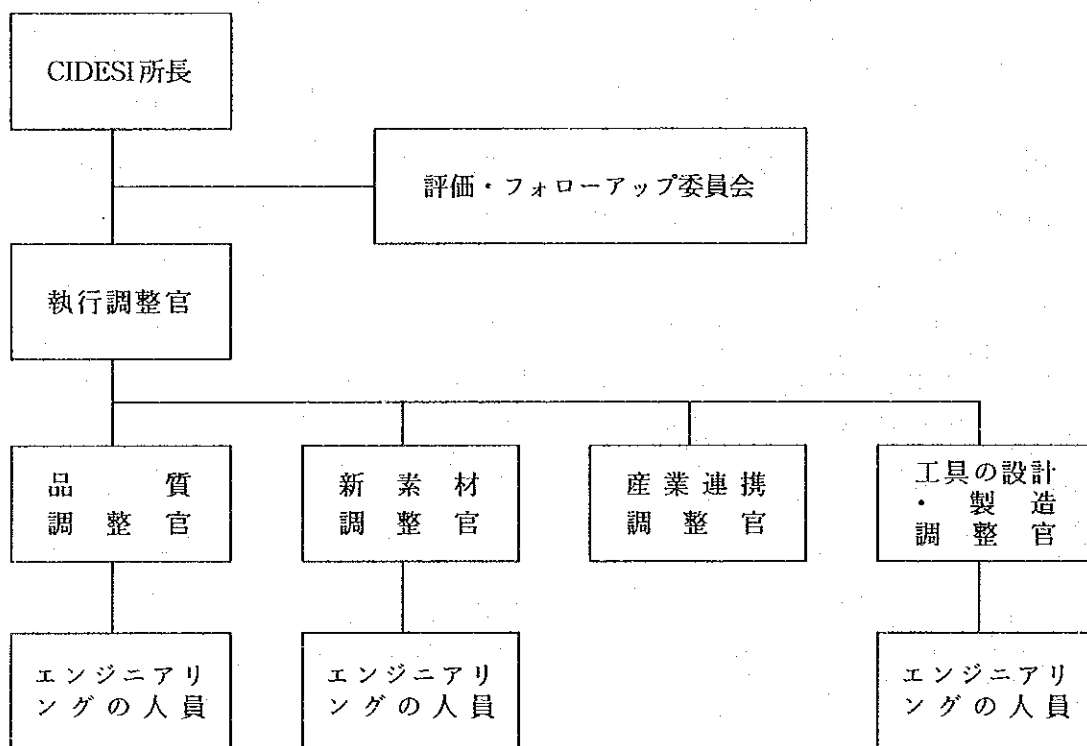 CIDESI所長
評価・フォローアップ委員会
執行調整官
品質
調整官
新素材
調整官
産業連携
調整官
工具の設計
・製造
調整官
エンジニアリ
ングの人員
エンジニアリ
ングの人員
エンジニアリ
ングの人員